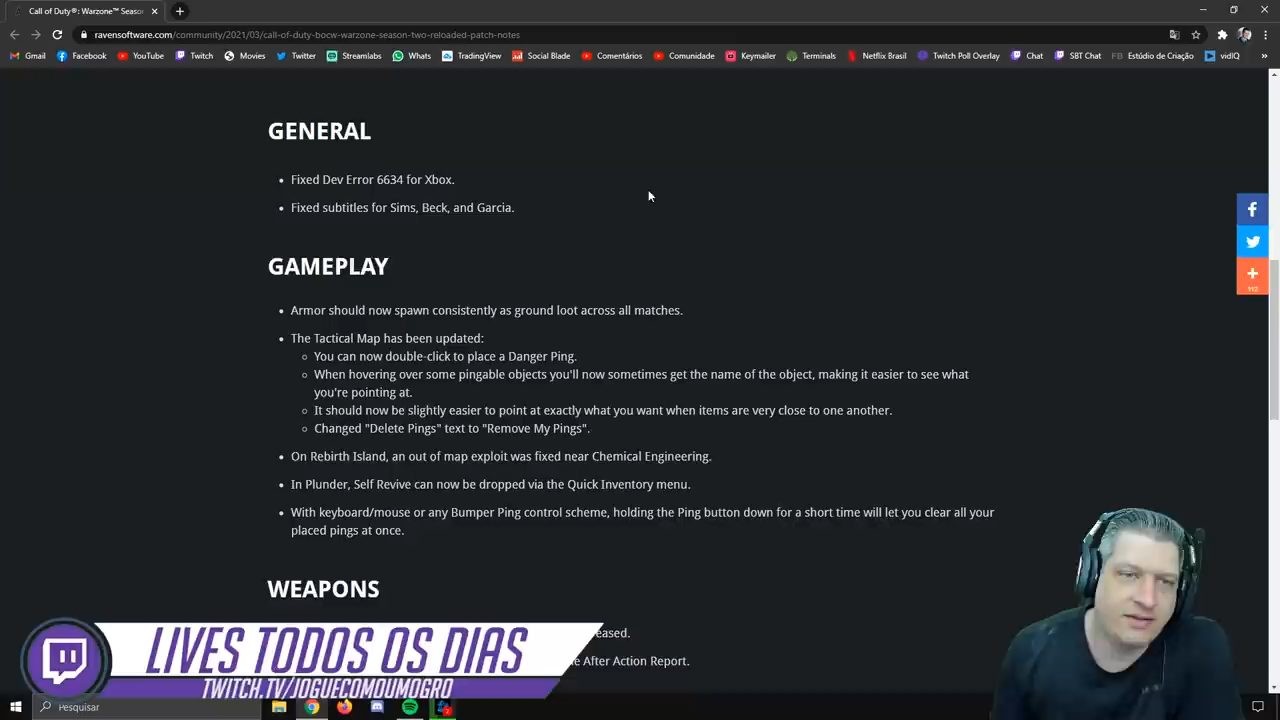 Call of Duty®: Warzone™ Seaso
ravensoftware.com/community/2021/03/call-of-duty-bocw-warzone-season-two-reloaded-patch-notes
Gmail Facebook YouTube Twitch Movies Twitter Streamlabs Whats TradingView Social Blade Comentários Comunidade Keymailer Terminals Netflix Brasil Twitch Poll Overlay Chat SBT Chat Estúdio de Criação vidIQ
GENERAL
Fixed Dev Error 6634 for Xbox.
Fixed subtitles for Sims, Beck, and Garcia.
GAMEPLAY
Armor should now spawn consistently as ground loot across all matches.
The Tactical Map has been updated:
You can now double-click to place a Danger Ping.
When hovering over some pingable objects you'll now sometimes get the name of the object, making it easier to see what
you're pointing at.
It should now be slightly easier to point at exactly what you want when items are very close to one another.
Changed "Delete Pings" text to "Remove My Pings".
On Rebirth Island, an out of map exploit was fixed near Chemical Engineering.
In Plunder, Self Revive can now be dropped via the Quick Inventory menu.
With keyboard/mouse or any Bumper Ping control scheme, holding the Ping button down for a short time will let you clear all your
placed pings at once.
WEAPONS
eased.
e After Action Report.
112
LIVES TODOS OS DIAS
TWITCH.TV/JOGUECOMOUMOGRO
Pesquisar